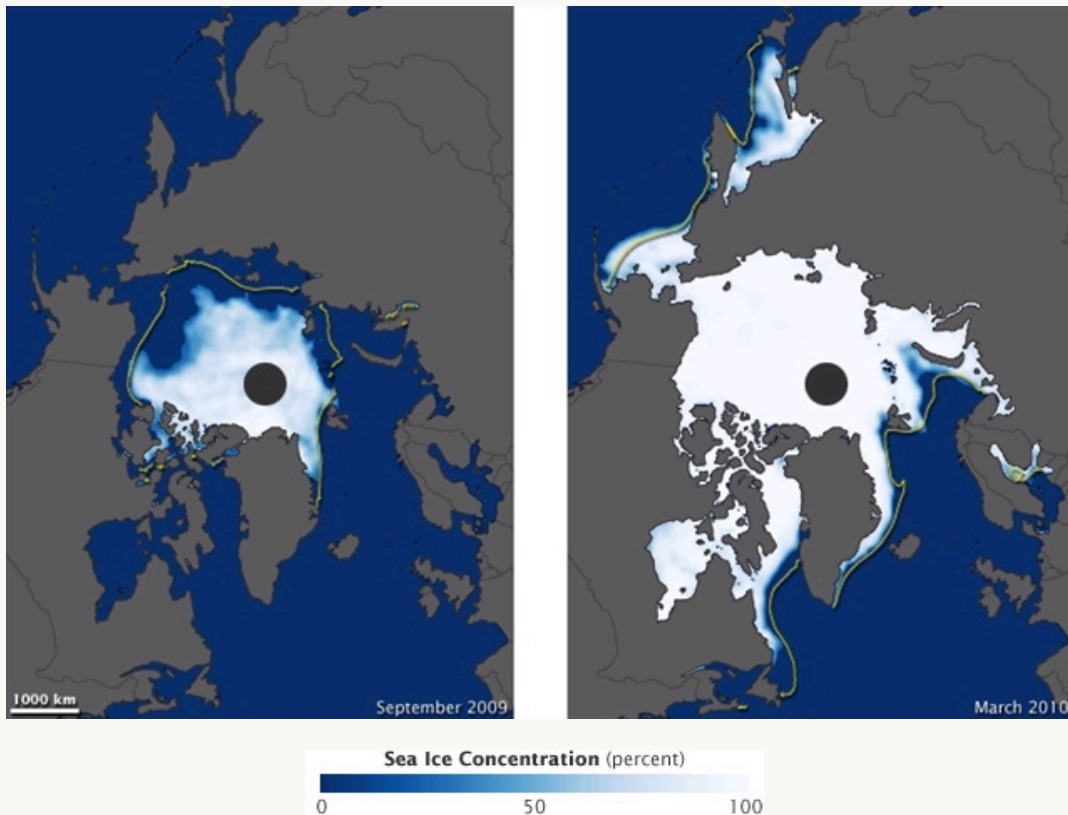 1000 km
September 2009
March 2010
Sea Ice Concentration (percent)
0 50 100